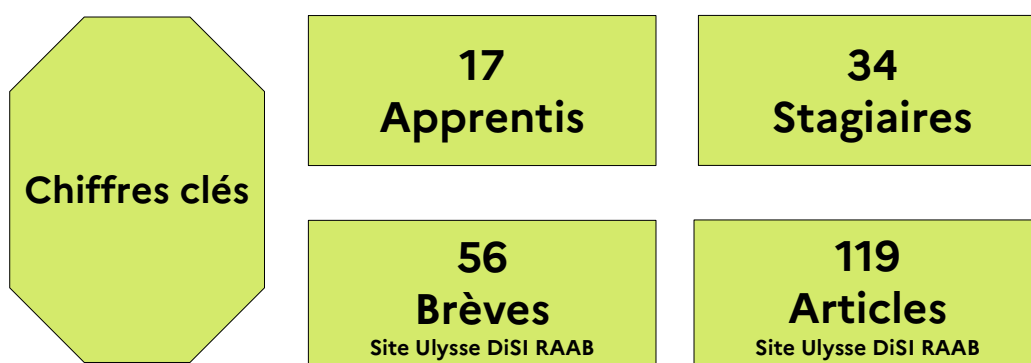 Chiffres clés
17
Apprentis
34
Stagiaires
56
Brèves
Site Ulysse DiSI RAAB
119
Articles
Site Ulysse DiSI RAAB